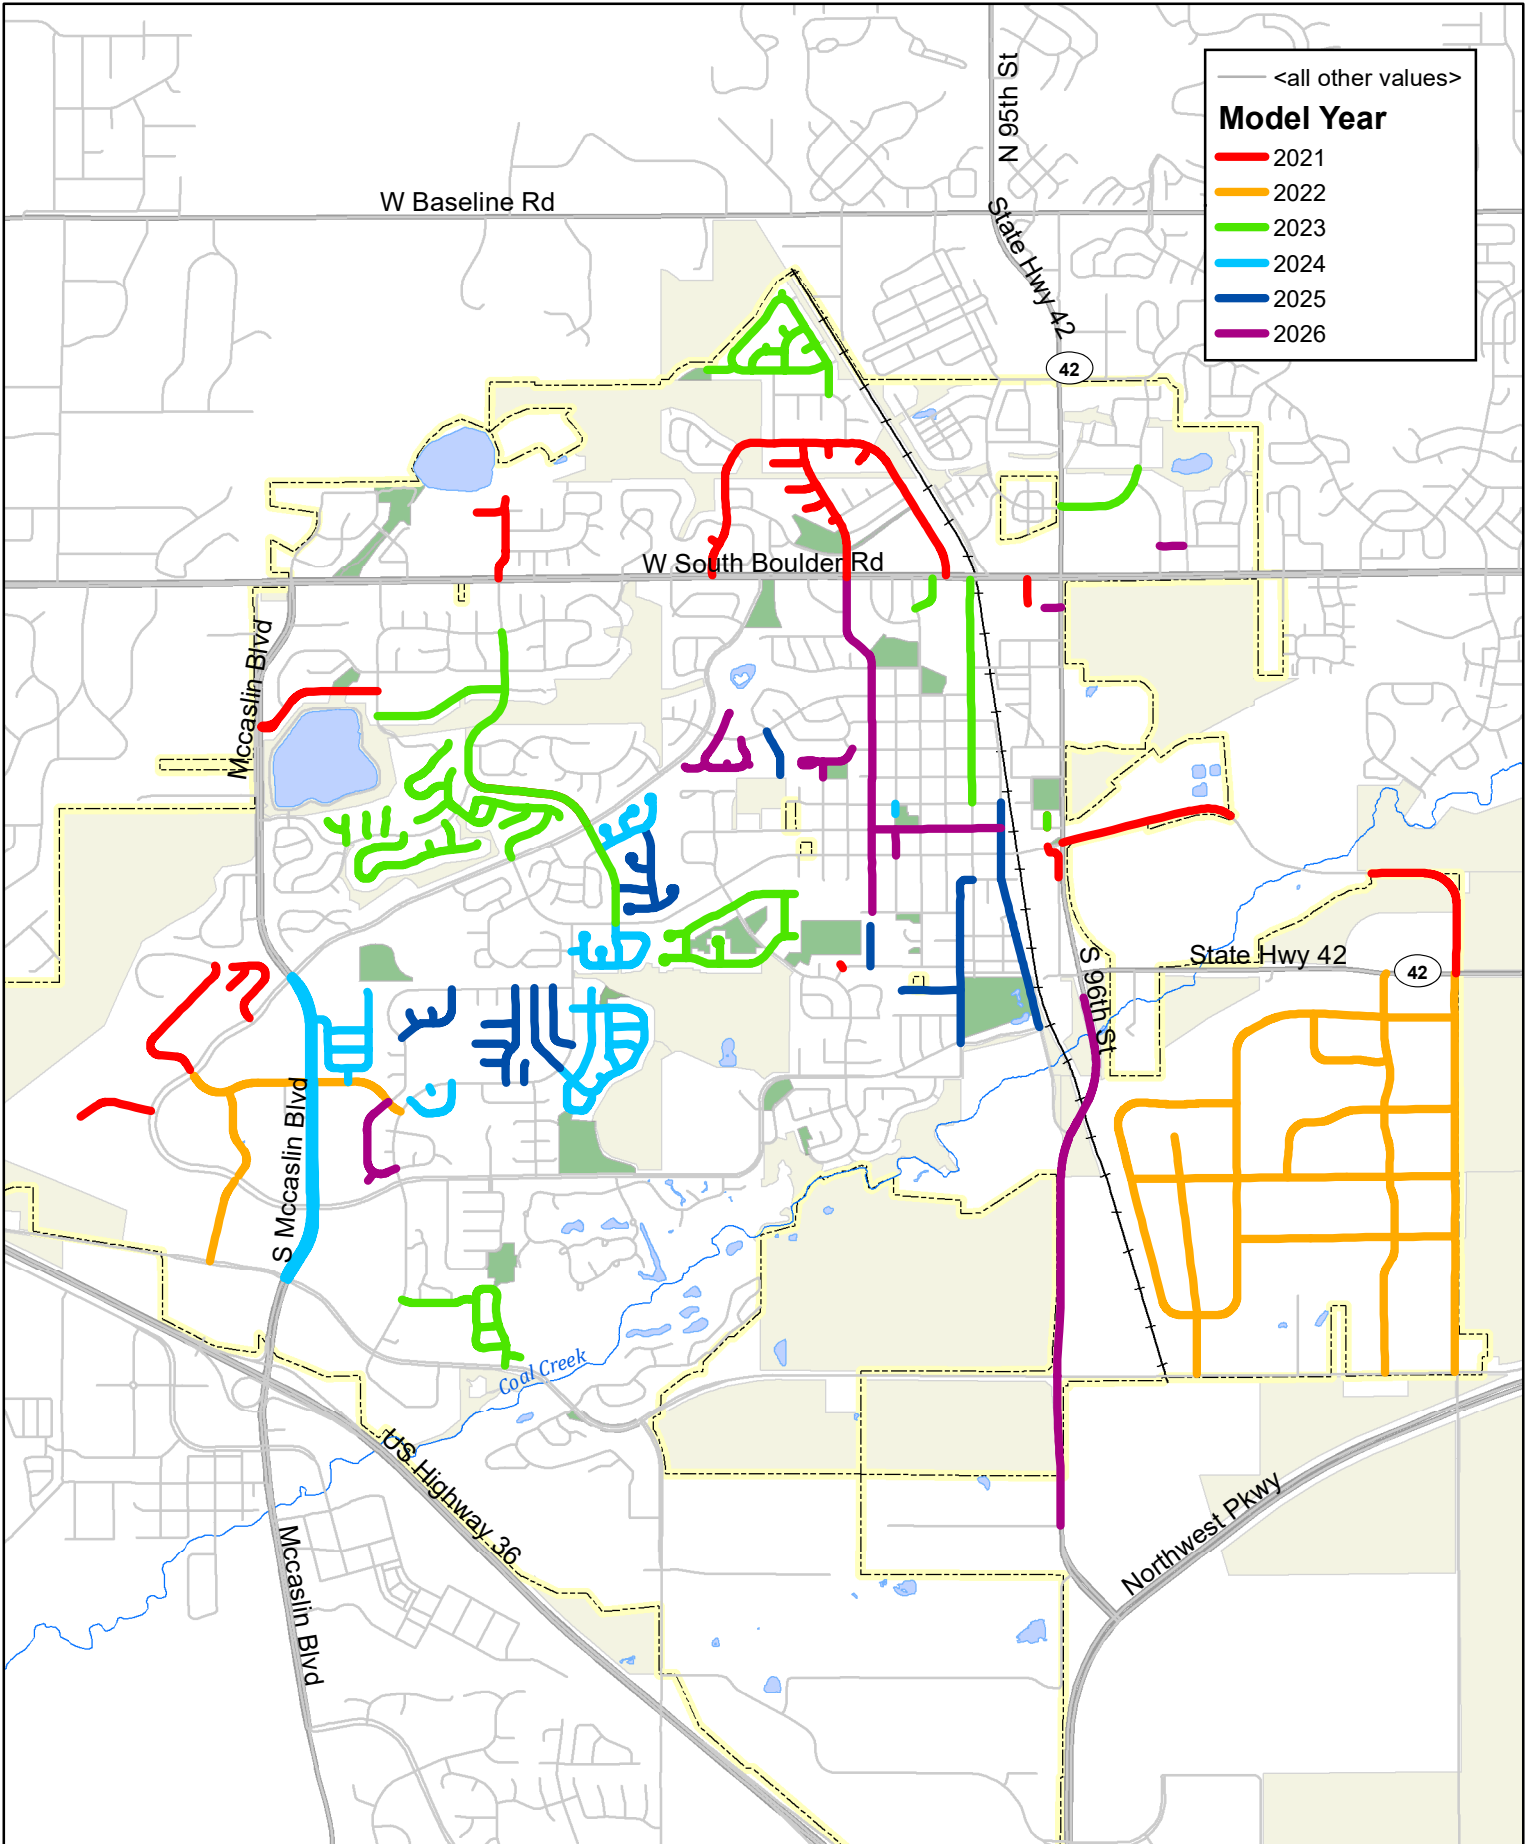 N 95th St
<all other values>
Model Year
2021
2022
2023
2024
2025
2026
W Baseline Rd
State Hwy 42
42
W South Boulder Rd
Mccaslin Blvd
State Hwy 42
42
S 96th St
S Mccaslin Blvd
Coal Creek
US Highway 36
Northwest Pkwy
Mccaslin Blvd